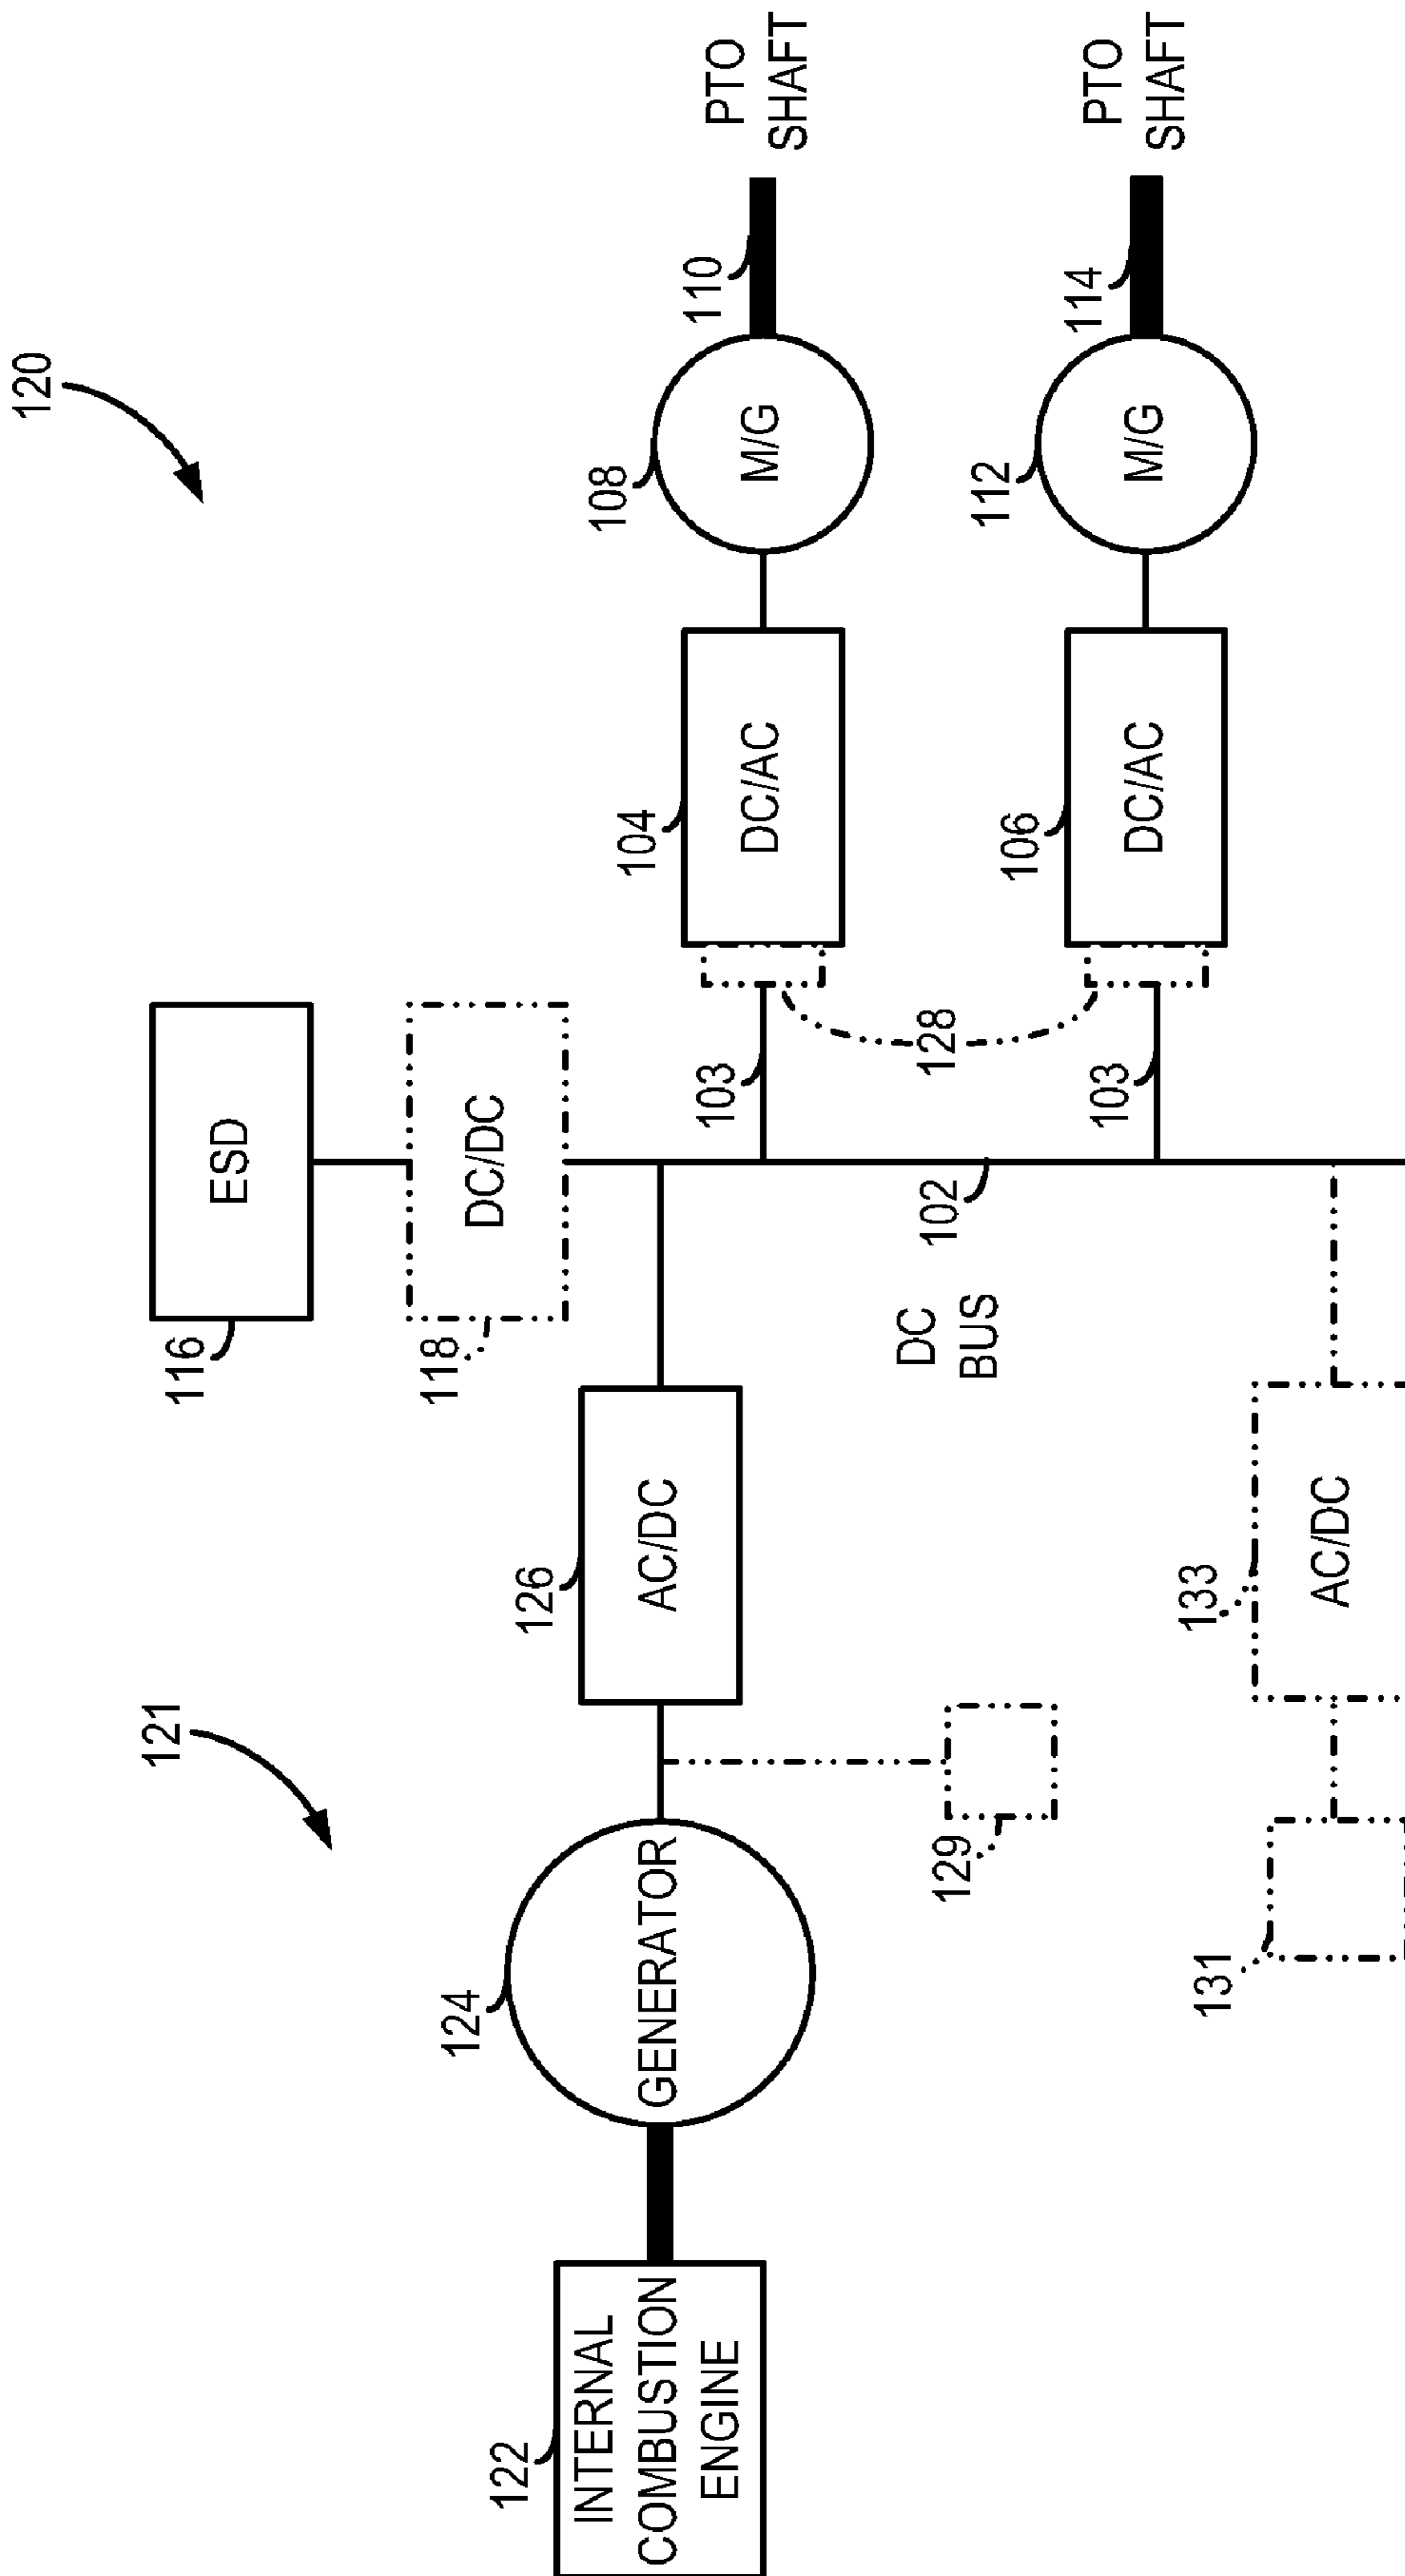 120
121
116
ESD
118
DC/DC
122
INTERNAL
COMBUSTION
ENGINE
124
GENERATOR
126
AC/DC
104
DC/AC
108
M/G
110
PTO
SHAFT
103
128
DC
BUS
102
106
DC/AC
112
M/G
114
PTO
SHAFT
103
129
131
133
AC/DC